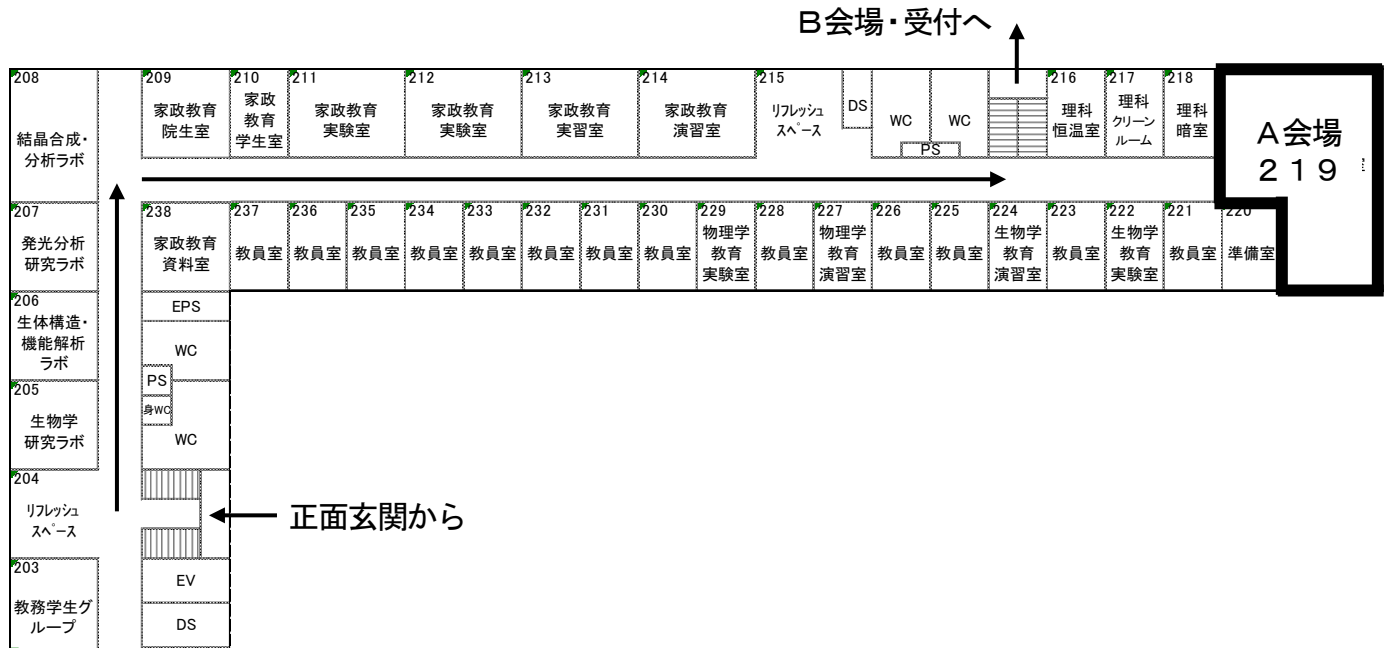 B会場・受付へ
208
結晶合成・
分析ラボ
209
家政教育
院生室
210
家政
教育
学生室
211
家政教育
実験室
212
家政教育
実験室
213
家政教育
実習室
214
家政教育
演習室
215
リフレッシュ
スペース
DS
WC
WC
PS
216
理科
恒温室
217
理科
クリーン
ルーム
218
理科
暗室
A会場
219
207
発光分析
研究ラボ
238
家政教育
資料室
237
教員室
236
教員室
235
教員室
234
教員室
233
教員室
232
教員室
231
教員室
230
教員室
229
物理学
教育
実験室
228
教員室
227
物理学
教育
演習室
226
教員室
225
教員室
224
生物学
教育
演習室
223
教員室
222
生物学
教育
実験室
221
教員室
220
準備室
206
生体構造・
機能解析
ラボ
EPS
WC
PS
205
生物学
研究ラボ
身WC
WC
204
リフレッシュ
スペース
正面玄関から
203
教務学生グ
ループ
EV
DS